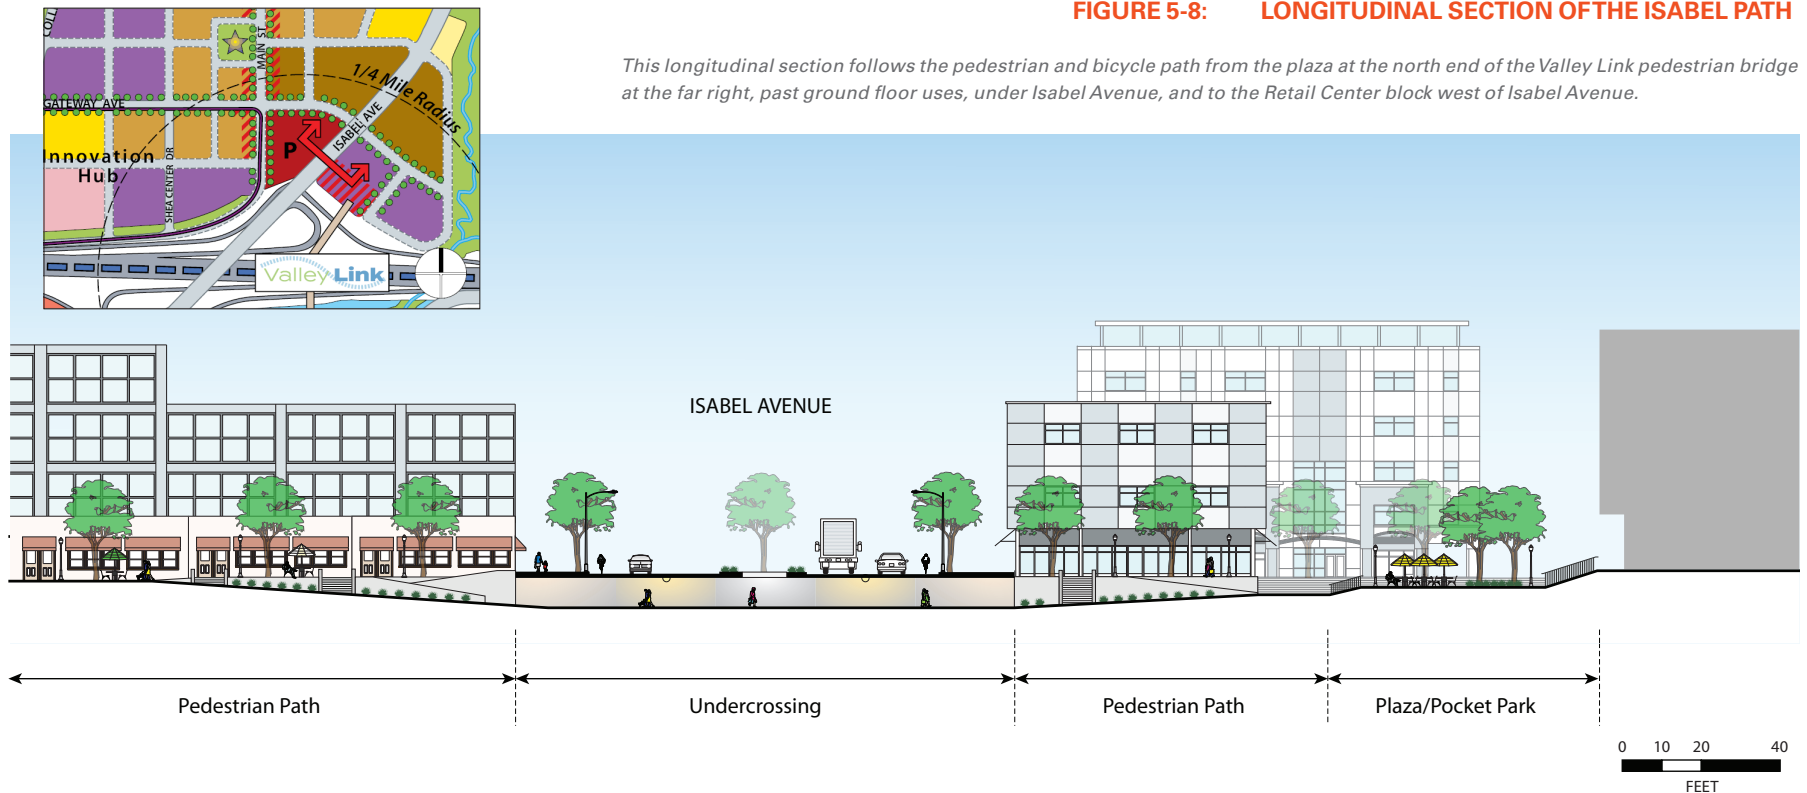 FIGURE 5-8: LONGITUDINAL SECTION OF THE ISABEL PATH
This longitudinal section follows the pedestrian and bicycle path from the plaza at the north end of the Valley Link pedestrian bridge
at the far right, past ground floor uses, under Isabel Avenue, and to the Retail Center block west of Isabel Avenue.
COLL
MAIN ST
1/4 Mile Radius
GATEWAY AVE
ISABEL AVE
P
Innovation
Hub
SHEA CENTER DR
Valley Link
ISABEL AVENUE
Pedestrian Path
Undercrossing
Pedestrian Path
Plaza/Pocket Park
0 10 20 40
FEET